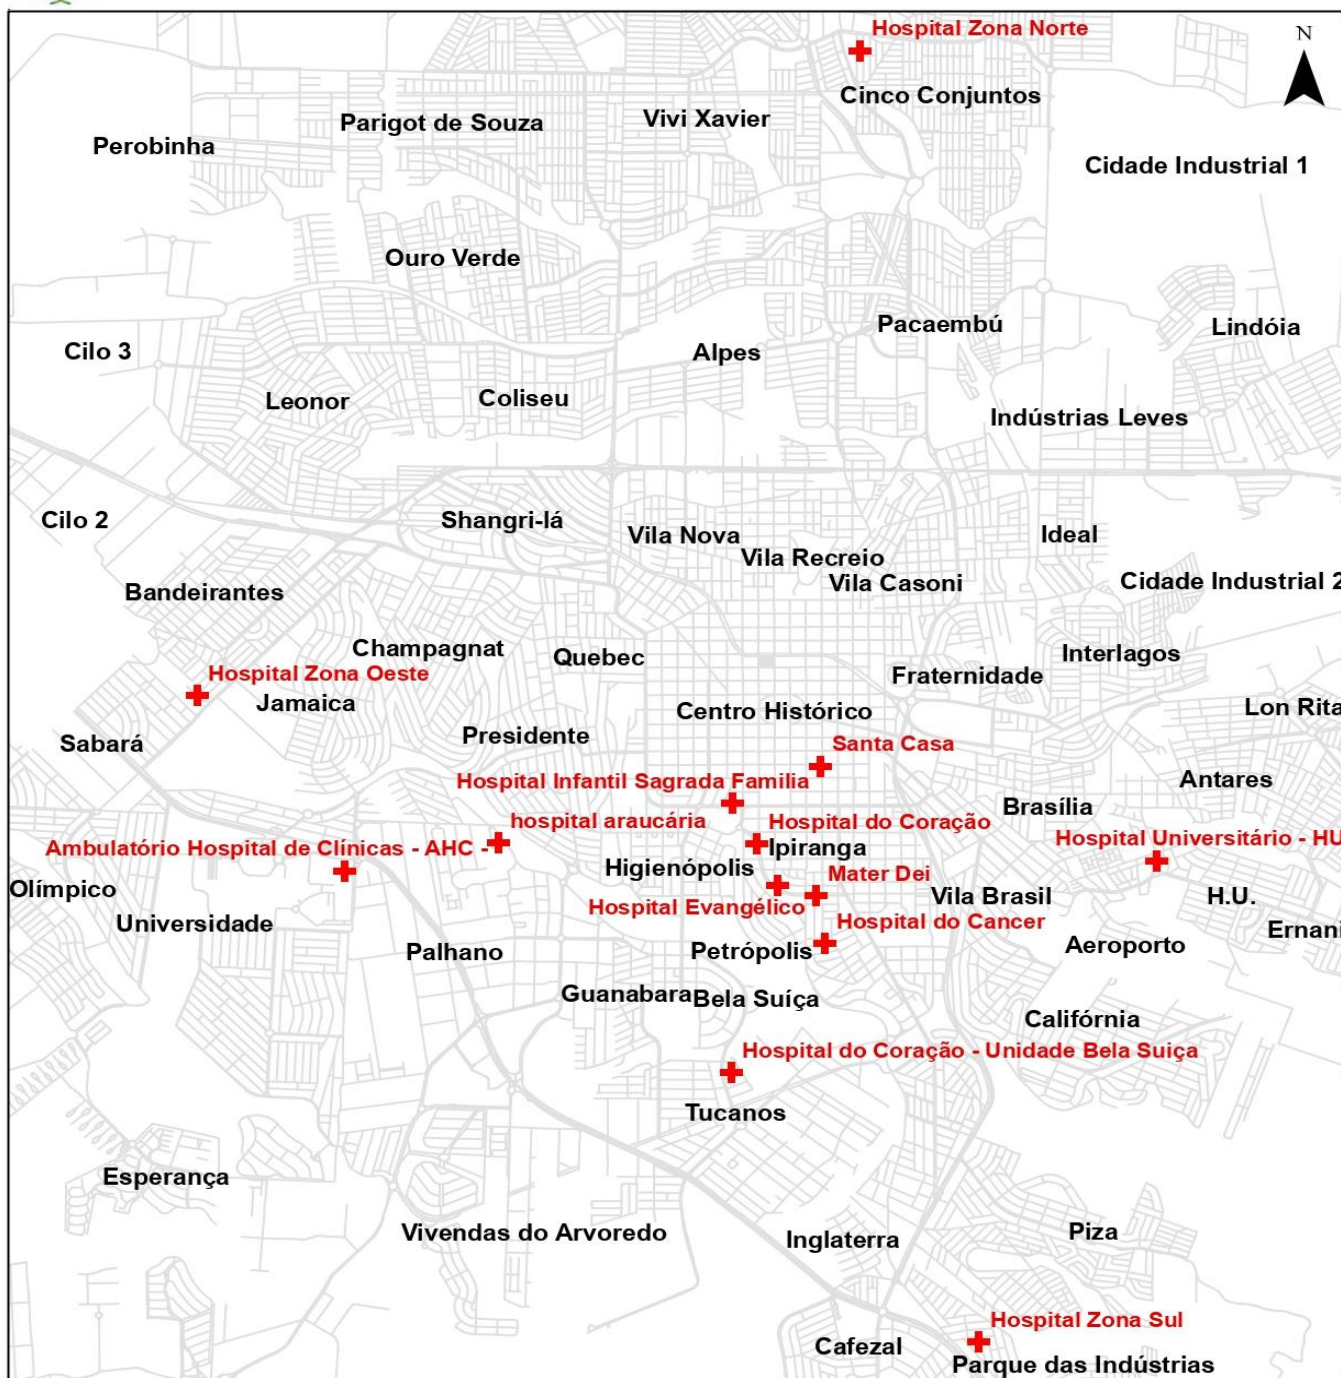 Hospital Zona Norte
N
Cinco Conjuntos
Vivi Xavier
Parigot de Souza
Perobinha
Cidade Industrial 1
Ouro Verde
Pacaembú
Lindóia
Cilo 3
Alpes
Leonor
Coliseu
Indústrias Leves
Cilo 2
Shangri-lá
Vila Nova
Ideal
Vila Recreio
Vila Casoni
Cidade Industrial 2
Bandeirantes
Champagnat
Quebec
Interlagos
Hospital Zona Oeste
Fraternidade
Jamaica
Centro Histórico
Lon Rita
Sabará
Presidente
Santa Casa
Hospital Infantil Sagrada Familia
Antares
Brasília
hospital araucária
Hospital do Coração
Hospital Universitário - HU
Ambulatório Hospital de Clínicas - AHC -
Ipiranga
Higienópolis
Mater Dei
Olímpico
Vila Brasil
H.U.
Hospital Evangélico
Universidade
Hospital do Cancer
Ernani
Palhano
Petrópolis
Aeroporto
Guanabara
Bela Suíça
Califórnia
Hospital do Coração - Unidade Bela Suiça
Tucanos
Esperança
Vivendas do Arvoredo
Inglaterra
Piza
Hospital Zona Sul
Cafezal
Parque das Indústrias